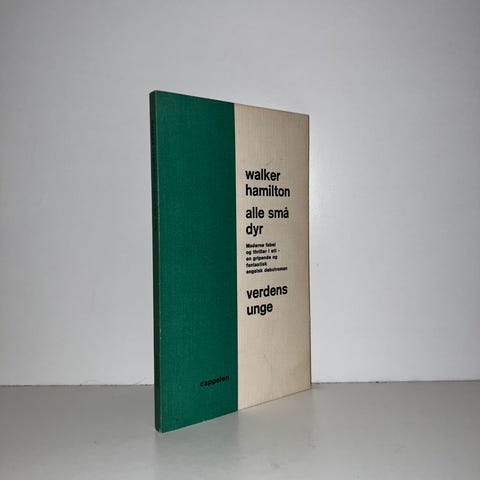 walker
hamilton
alle små
dyr
Moderne fabel
og thriller i ett –
en gripende og
fantastisk
engelsk debutroman
verdens
unge
cappelen